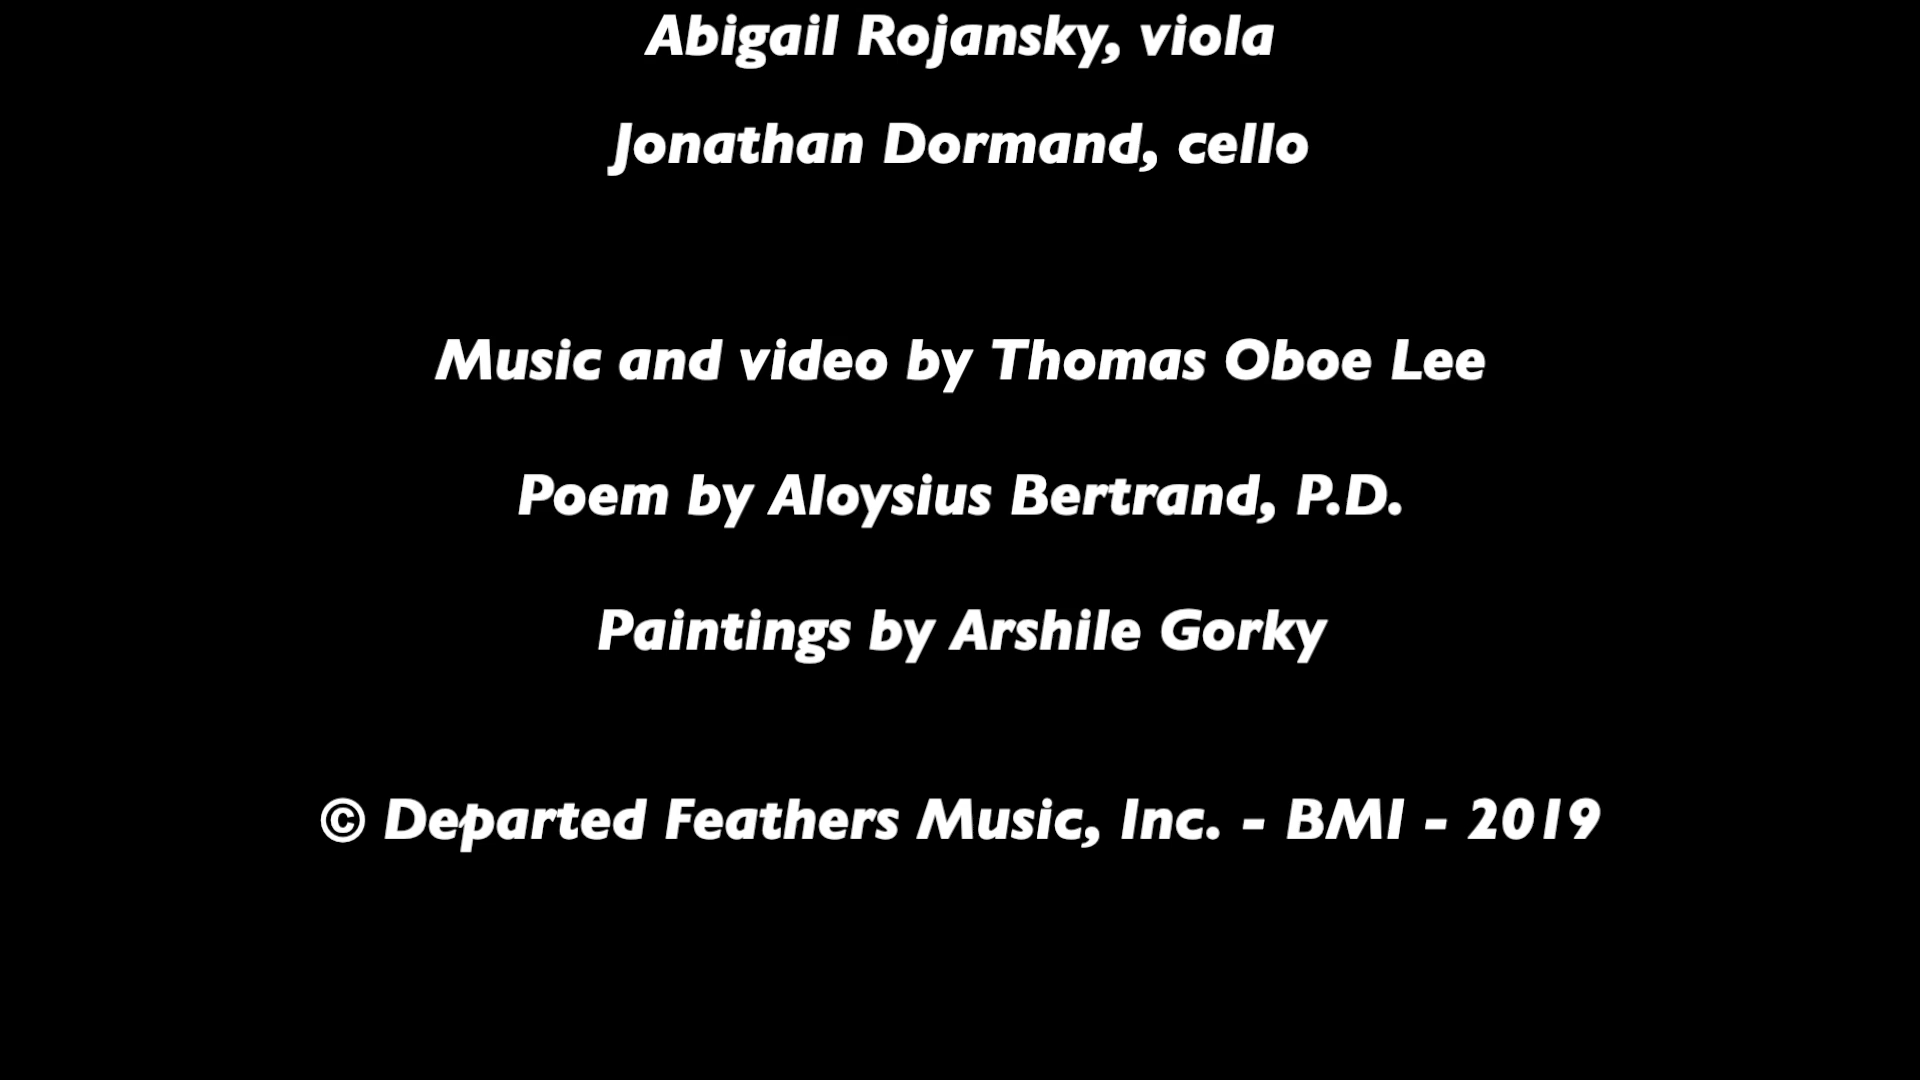 Abigail Rojansky, viola
Jonathan Dormand, cello
Music and video by Thomas Oboe Lee
Poem by Aloysius Bertrand, P.D.
Paintings by Arshile Gorky
© Departed Feathers Music, Inc. - BMI - 2019